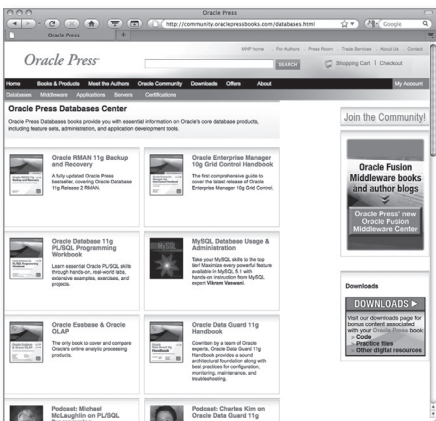 Oracle Press
http://community.oraclepressbooks.com/databases.html
Google
Oracle Press
MHP home
For Authors
Press Room
Trade Services
About Us
Contact
Oracle Press
SEARCH
Shopping Cart | Checkout
Home Books & Products Meet the Authors Oracle Community Downloads Offers About My Account
Databases Middleware Applications Servers Certifications
Oracle Press Databases Center
Oracle Press Databases books provide you with essential information on Oracle's core database products,
including feature sets, administration, and application development tools.
Oracle RMAN 11g Backup
and Recovery
A fully updated Oracle Press
bestseller, covering Oracle Database
11g Release 2 RMAN.
Oracle Enterprise Manager
10g Grid Control Handbook
The first comprehensive guide to
cover the latest release of Oracle
Enterprise Manager 10g Grid Control.
Oracle Database 11g
PL/SQL Programming
Workbook
Learn essential Oracle PL/SQL skills
through hands-on, real-world labs,
extensive examples, exercises, and
projects.
MySQL
MySQL Database Usage &
Administration
Take your MySQL skills to the top
tier! Maximize every powerful feature
available in MySQL 5.1 with
hands-on instruction from MySQL
expert Vikram Vaswani.
Oracle Essbase & Oracle
OLAP
The only book to cover and compare
Oracle's online analytic processing
products.
Oracle Data Guard 11g
Handbook
Cowritten by a team of Oracle
experts, Oracle Data Guard 11g
Handbook provides a sound
architectural foundation along with
best practices for configuration,
monitoring, maintenance, and
troubleshooting.
Podcast: Michael
McLaughlin on PL/SQL
Podcast: Charles Kim on
Oracle Data Guard 11g
Join the Community!
Oracle Fusion
Middleware books
and author blogs
Oracle Press' new
Oracle Fusion
Middleware Center
Downloads
DOWNLOADS
Visit our downloads page for
bonus content associated
with your Oracle Press book
> Code
> Practice files
> Other digital resources